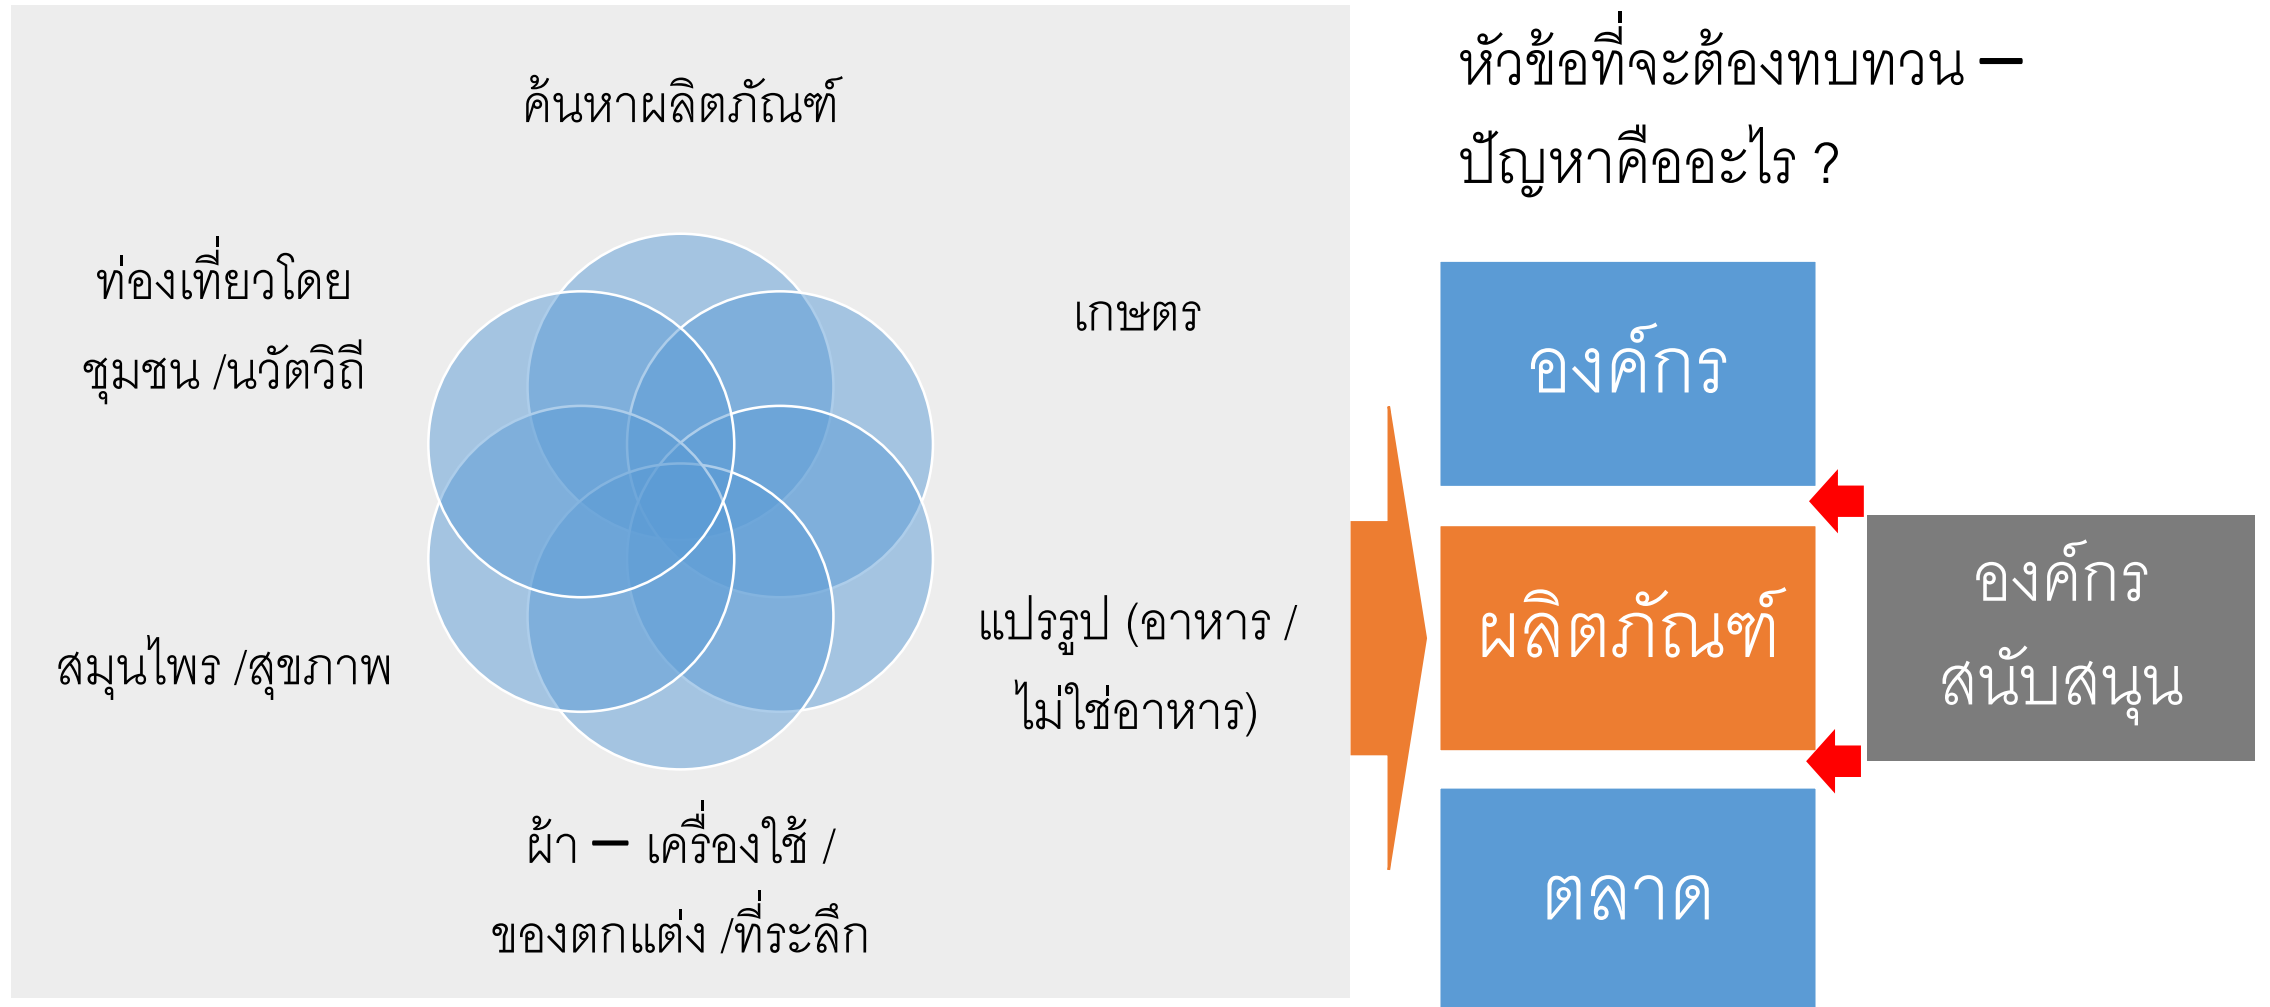 ค้นหาผลิตภัณฑ์
เกษตร
แปรรูป (อาหาร /
ไม่ใช่อาหาร)
ผ้า – เครื่องใช้ /
ของตกแต่ง /ที่ระลึก
สมุนไพร /สุขภาพ
ท่องเที่ยวโดย
ชุมชน /นวัตวิถี
หัวข้อที่จะต้องทบทวน –
ปัญหาคืออะไร ?
องค์กร
ผลิตภัณฑ์
ตลาด
องค์กร
สนับสนุน